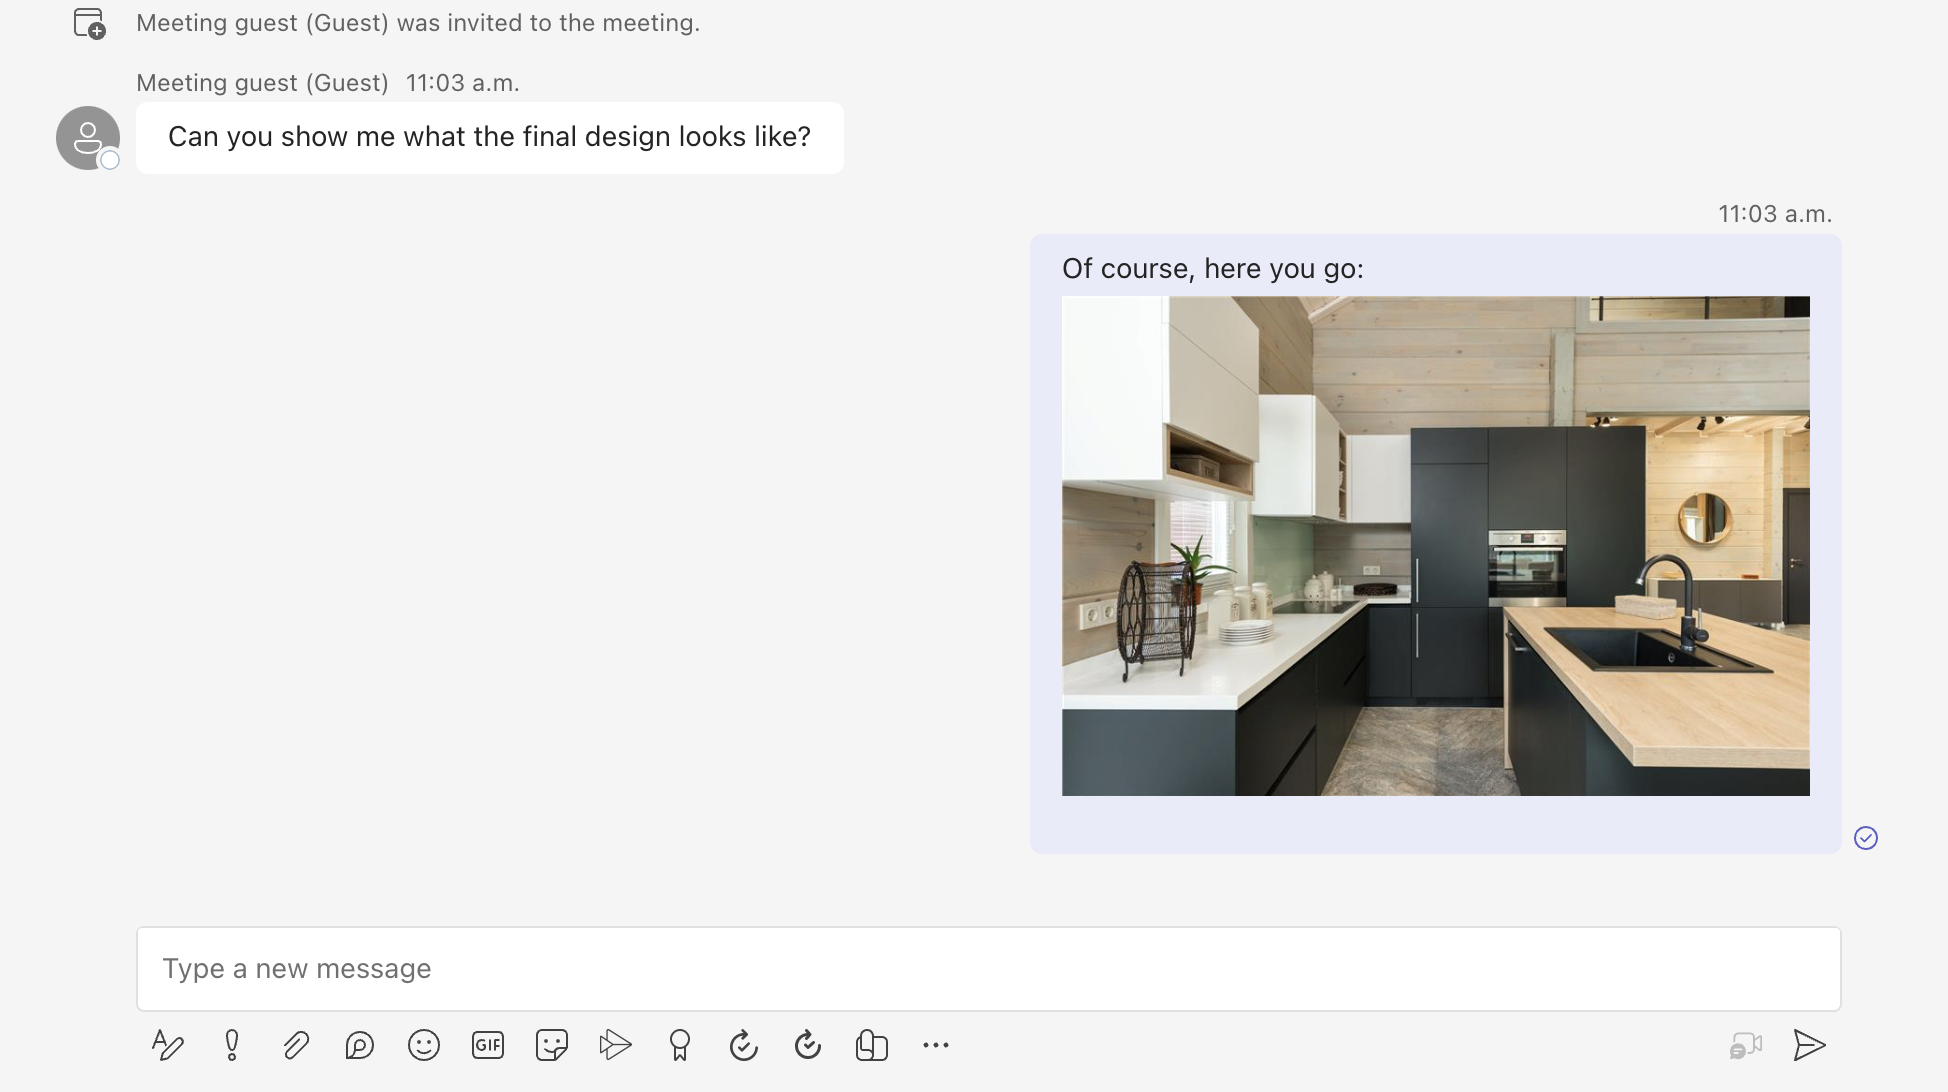 Meeting guest (Guest) was invited to the meeting.
Meeting guest (Guest) 11:03 a.m.
Can you show me what the final design looks like?
11:03 a.m.
Of course, here you go:
Type a new message
GIF